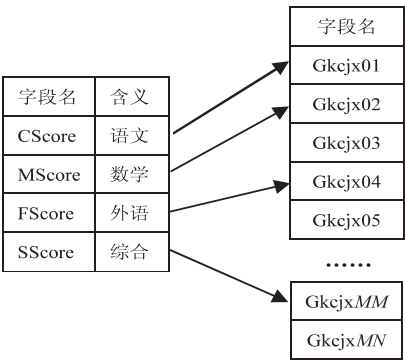 字段名 含义
CScore 语文
MScore 数学
FScore 外语
SScore 综合
字段名
Gkcjx01
Gkcjx02
Gkcjx03
Gkcjx04
Gkcjx05
……
GkcjxMM
GkcjxMN